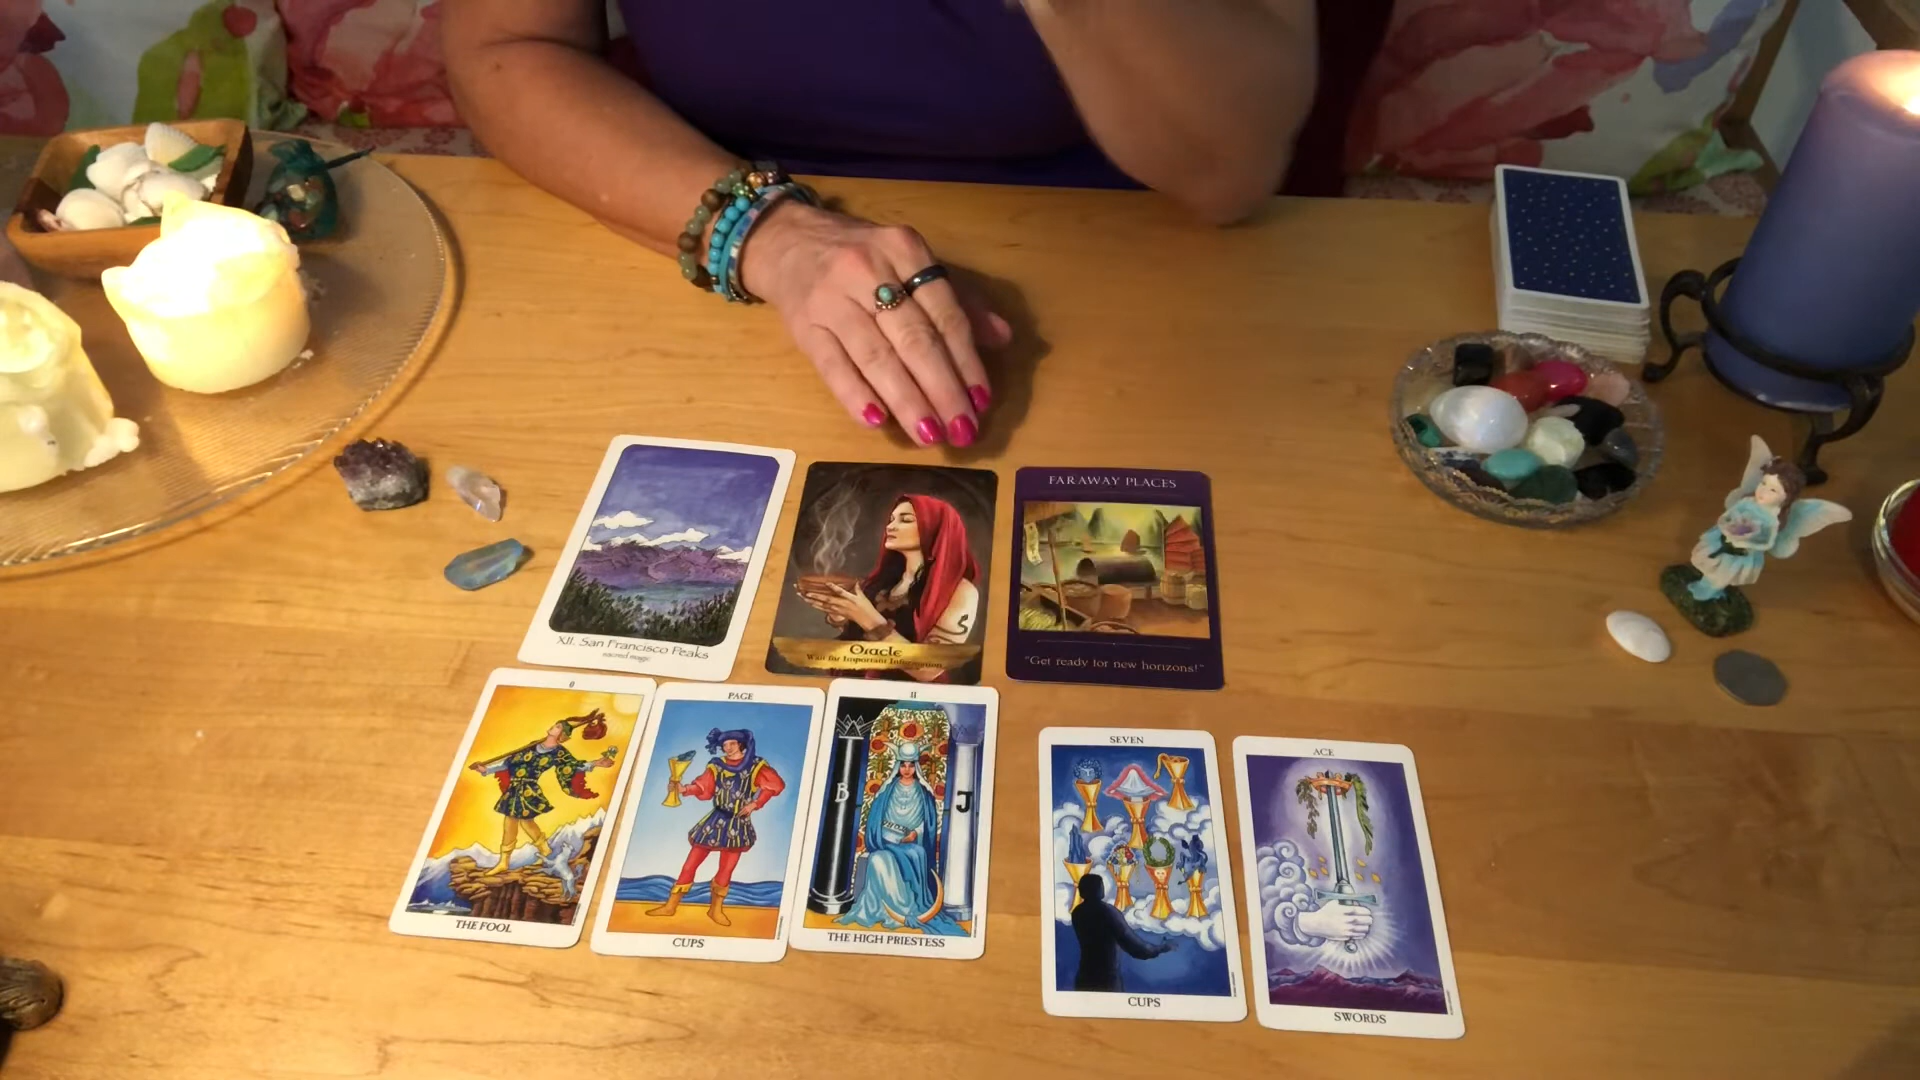 FARAWAY PLACES
XII. San Francisco Peaks
sacred magic
Oracle
Wait for Important Information
"Get ready for new horizons!"
0
THE FOOL
PAGE
CUPS
II
B
J
THE HIGH PRIESTESS
SEVEN
CUPS
ACE
SWORDS